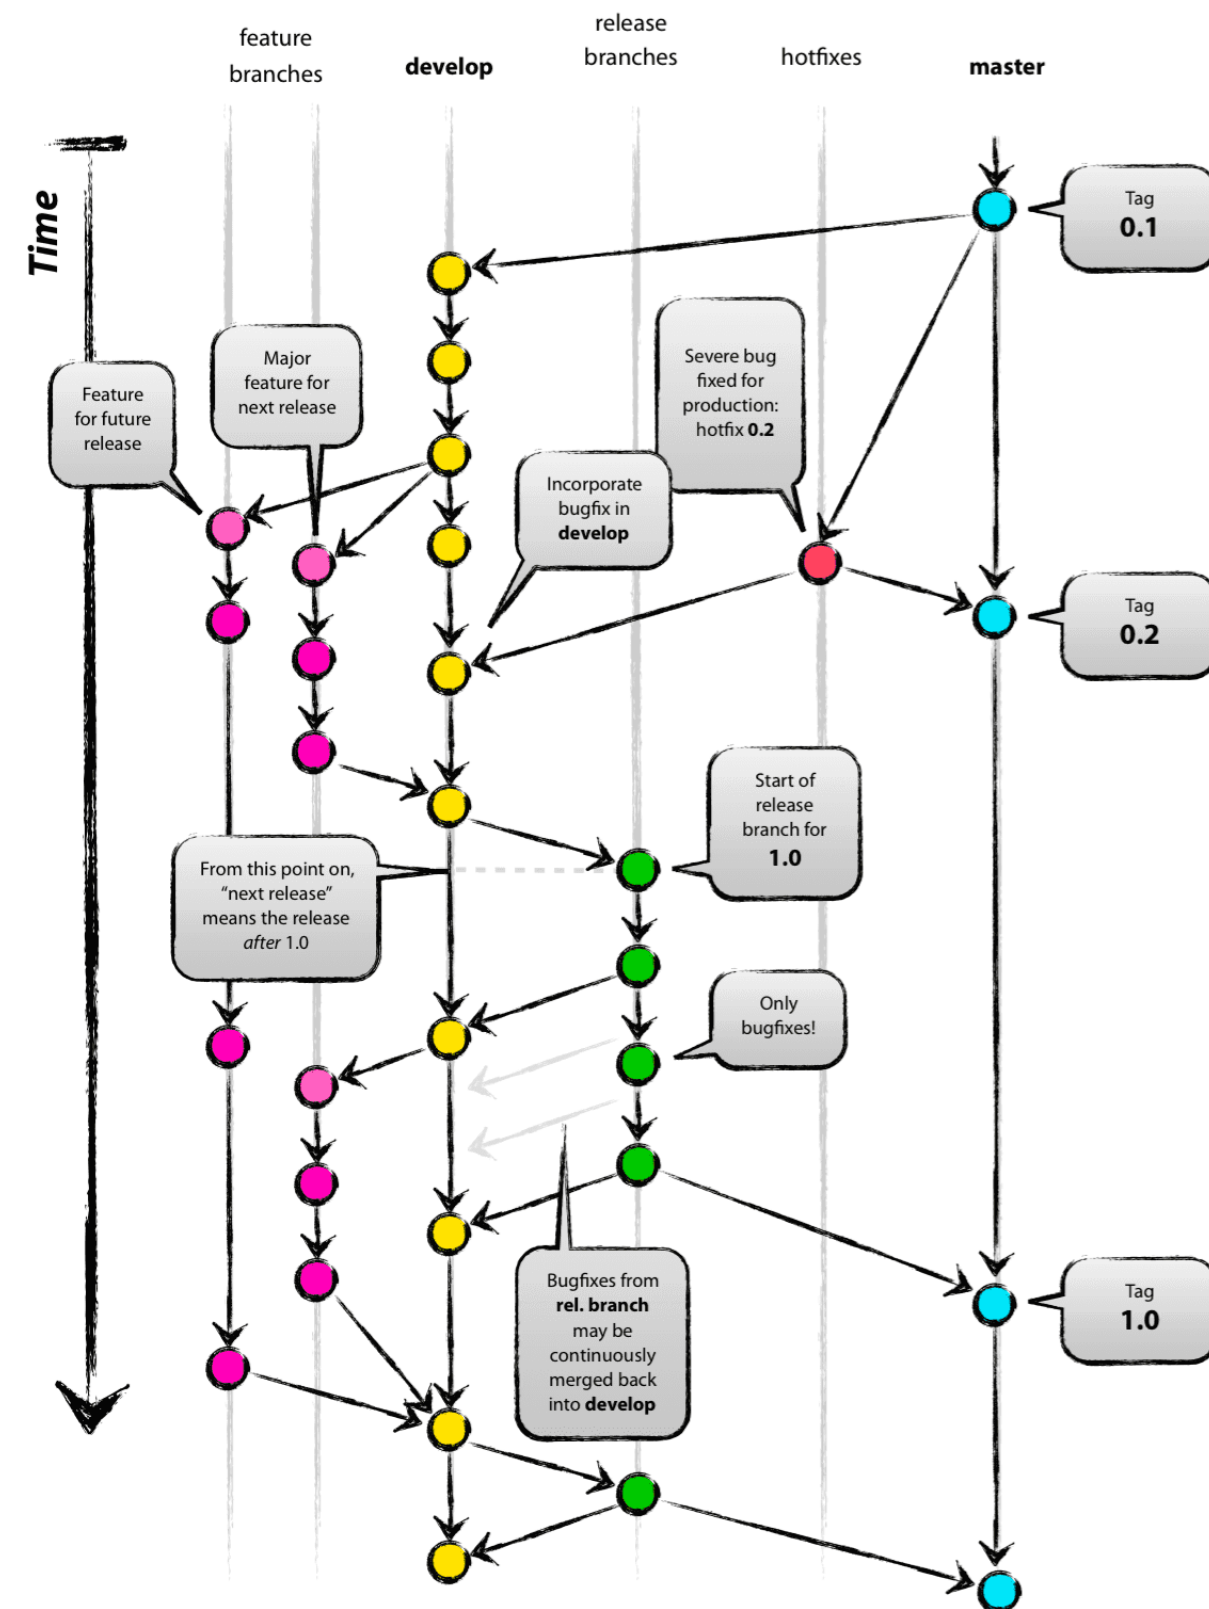 feature
branches
develop
release
branches
hotfixes
master
Time
Tag
0.1
Major
feature for
next release
Feature
for future
release
Severe bug
fixed for
production:
hotfix 0.2
Incorporate
bugfix in
develop
Tag
0.2
Start of
release
branch for
1.0
From this point on,
“next release”
means the release
after 1.0
Only
bugfixes!
Bugfixes from
rel. branch
may be
continuously
merged back
into develop
Tag
1.0